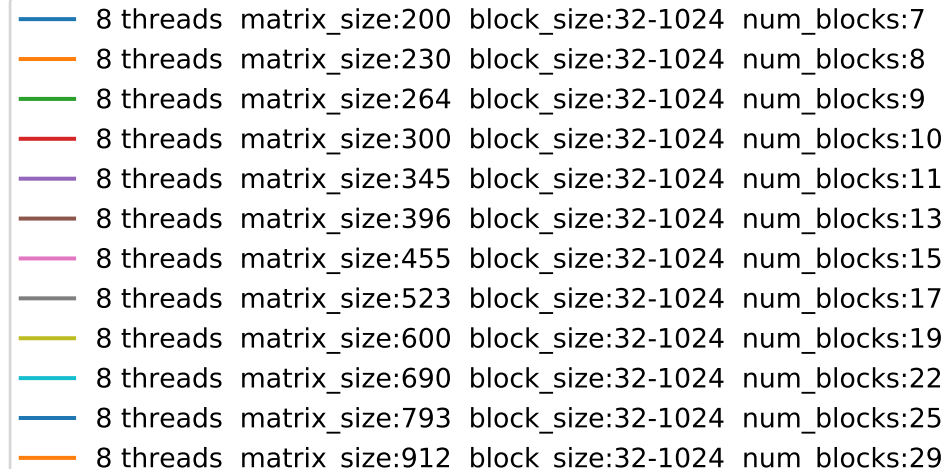 8 threads matrix_size:200 block_size:32-1024 num_blocks:7
8 threads matrix_size:230 block_size:32-1024 num_blocks:8
8 threads matrix_size:264 block_size:32-1024 num_blocks:9
8 threads matrix_size:300 block_size:32-1024 num_blocks:10
8 threads matrix_size:345 block_size:32-1024 num_blocks:11
8 threads matrix_size:396 block_size:32-1024 num_blocks:13
8 threads matrix_size:455 block_size:32-1024 num_blocks:15
8 threads matrix_size:523 block_size:32-1024 num_blocks:17
8 threads matrix_size:600 block_size:32-1024 num_blocks:19
8 threads matrix_size:690 block_size:32-1024 num_blocks:22
8 threads matrix_size:793 block_size:32-1024 num_blocks:25
8 threads matrix_size:912 block_size:32-1024 num_blocks:29